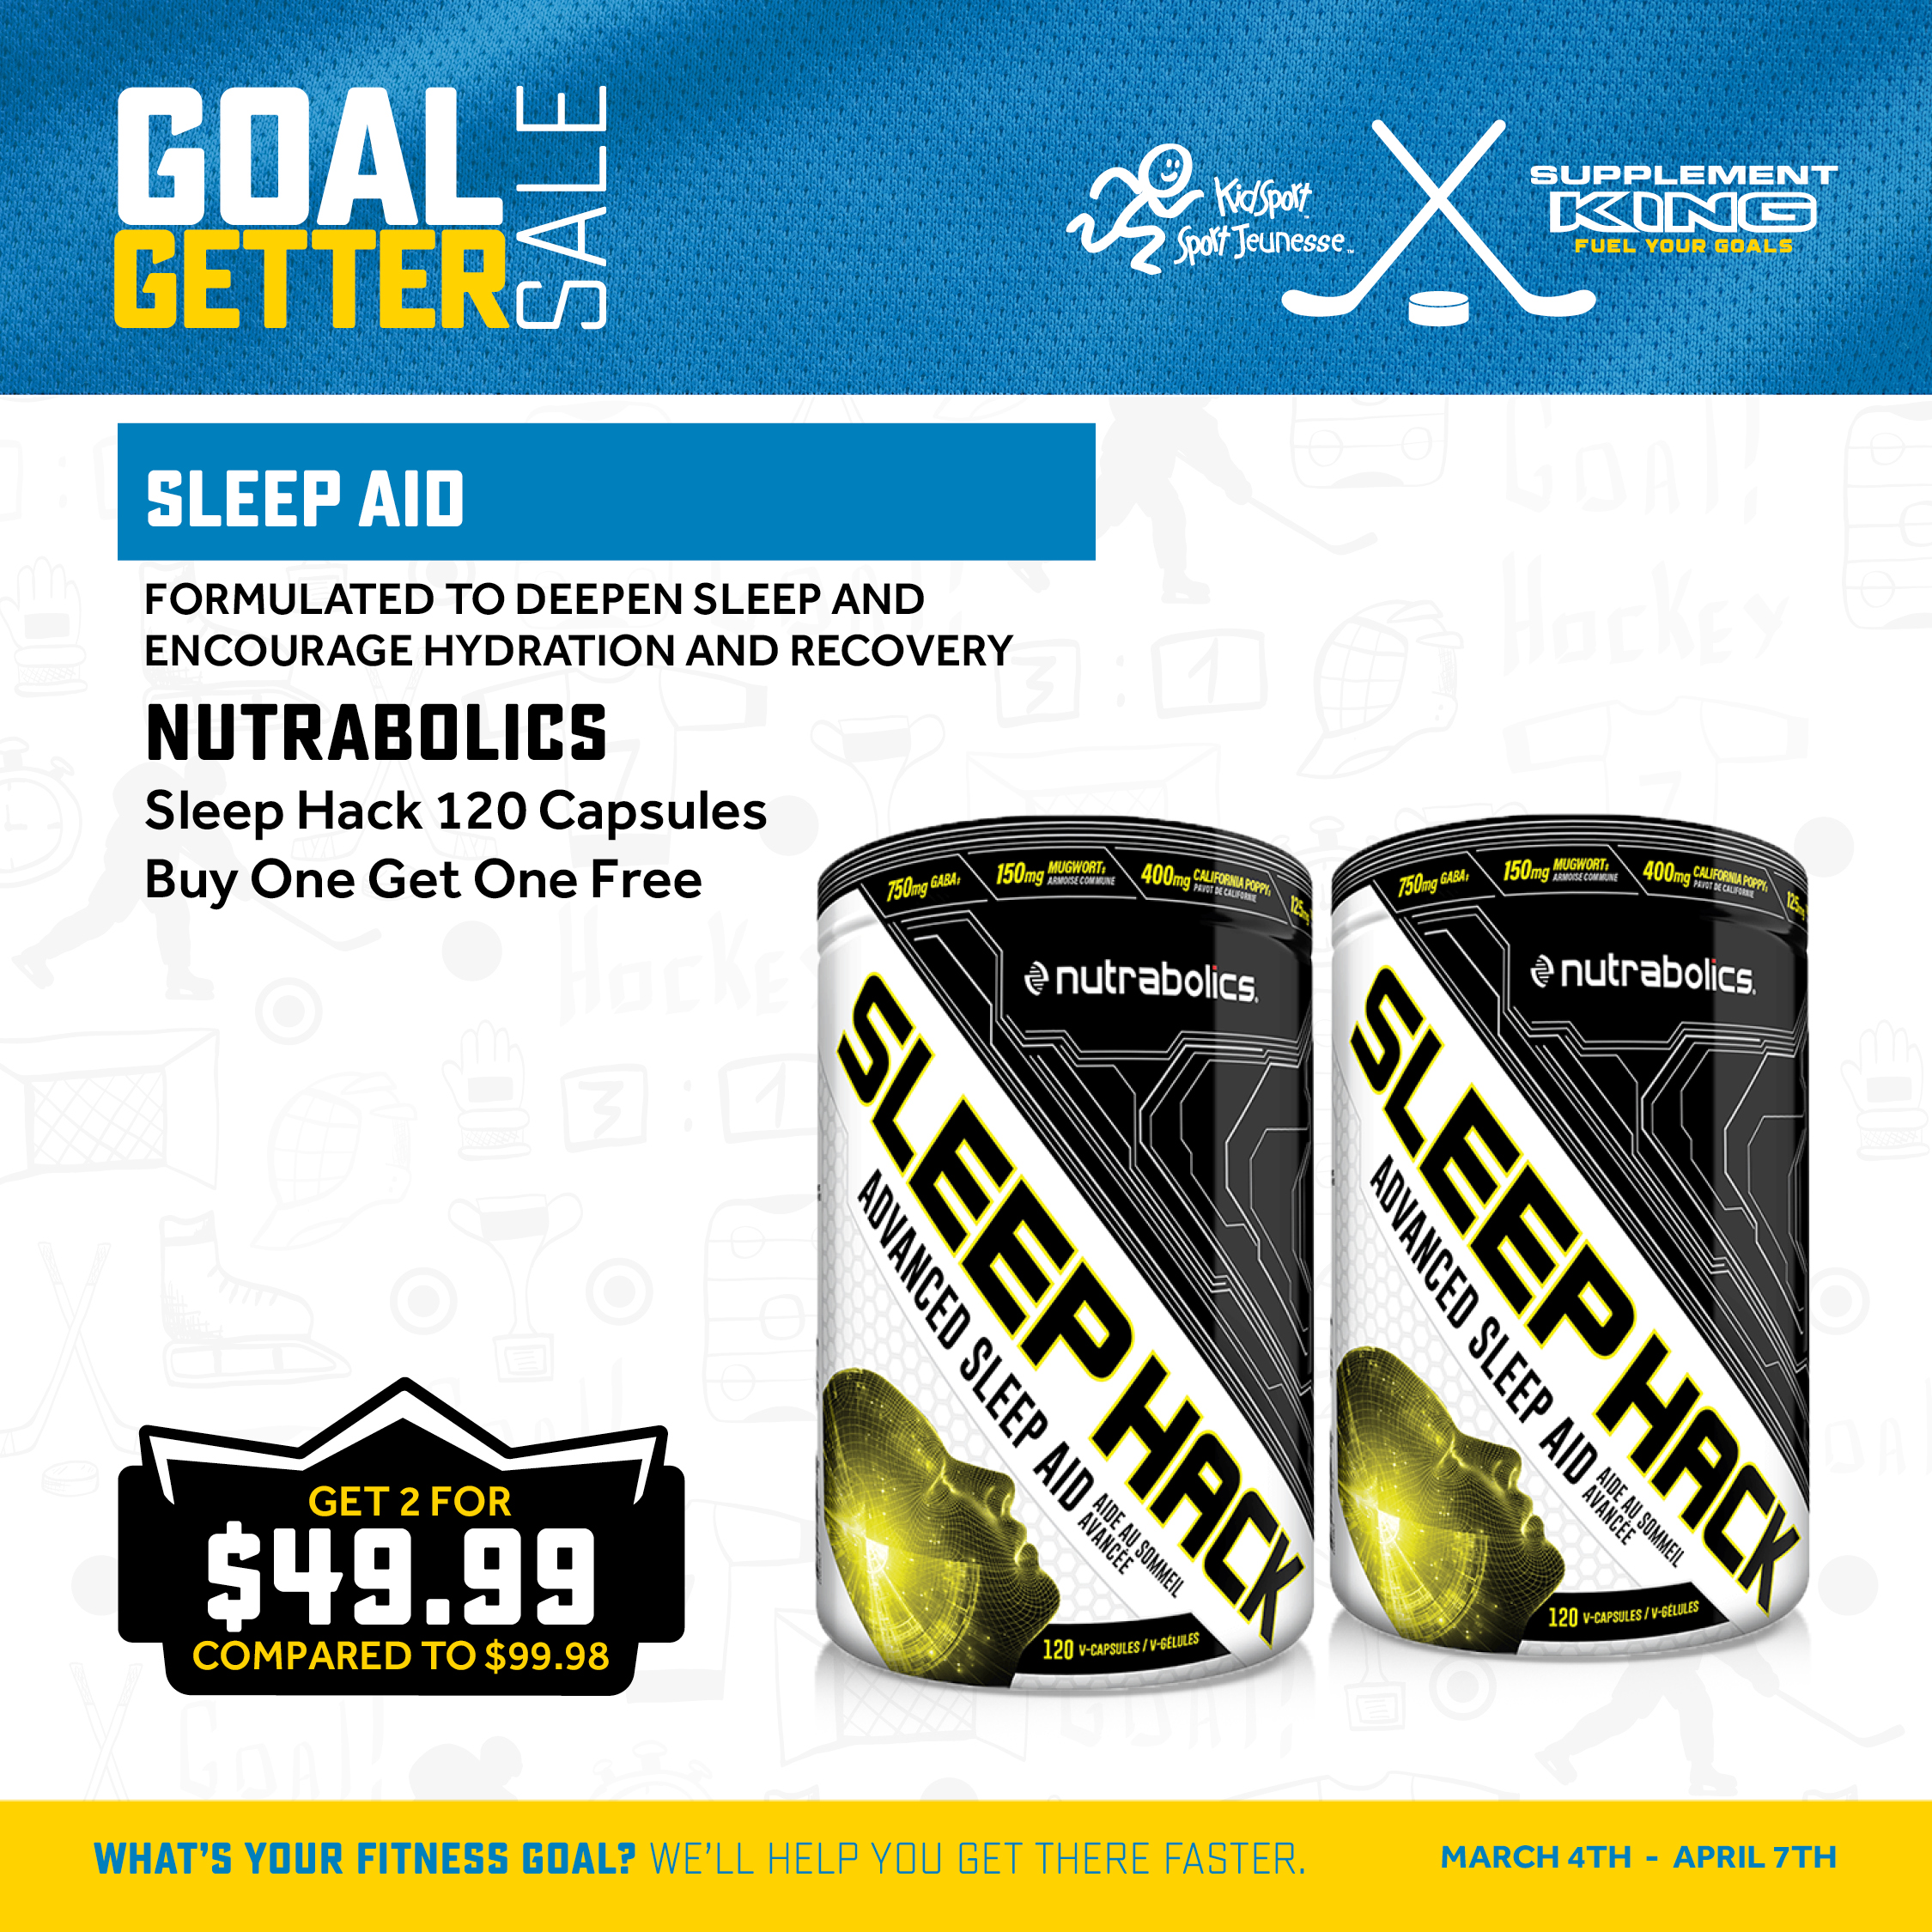 GOAL
GETTER
SALE
KidSport™
Sport Jeunesse™
SUPPLEMENT
KING
FUEL YOUR GOALS
SLEEP AID
FORMULATED TO DEEPEN SLEEP AND
ENCOURAGE HYDRATION AND RECOVERY
NUTRABOLICS
Sleep Hack 120 Capsules
Buy One Get One Free
750mg GABA‡
150mg MUGWORT‡
ARMOISE COMMUNE
400mg CALIFORNIA POPPY‡
PAVOT DE CALIFORNIE
125mg
nutrabolics®
SLEEP HACK
ADVANCED SLEEP AID
AIDE AU SOMMEIL
AVANCÉE
120 V-CAPSULES / V-GÉLULES
750mg GABA‡
150mg MUGWORT‡
ARMOISE COMMUNE
400mg CALIFORNIA POPPY‡
PAVOT DE CALIFORNIE
125mg
nutrabolics®
SLEEP HACK
ADVANCED SLEEP AID
AIDE AU SOMMEIL
AVANCÉE
120 V-CAPSULES / V-GÉLULES
GET 2 FOR
$49.99
COMPARED TO $99.98
WHAT'S YOUR FITNESS GOAL? WE'LL HELP YOU GET THERE FASTER.
MARCH 4TH - APRIL 7TH